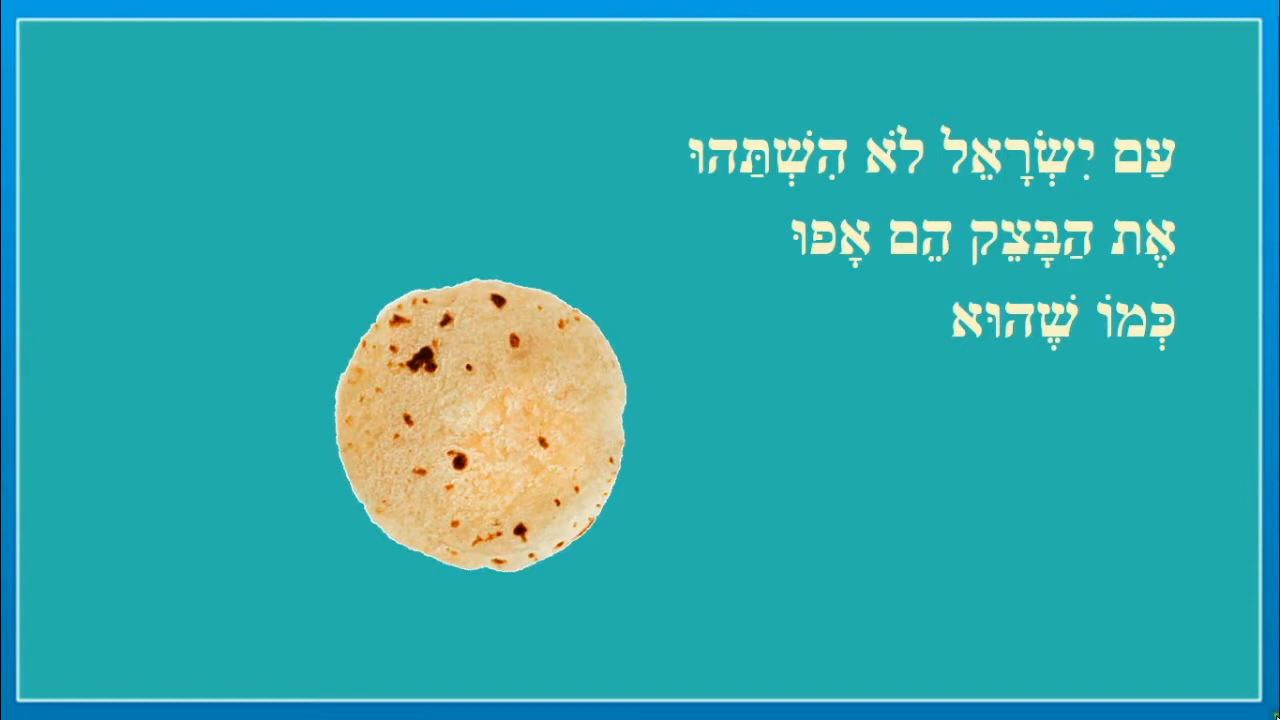 עַם יִשְׂרָאֵל לֹא הִשְׁתַּהוּ
אֶת הַבָּצֵק הֵם אָפוּ
כְּמוֹ שֶׁהוּא